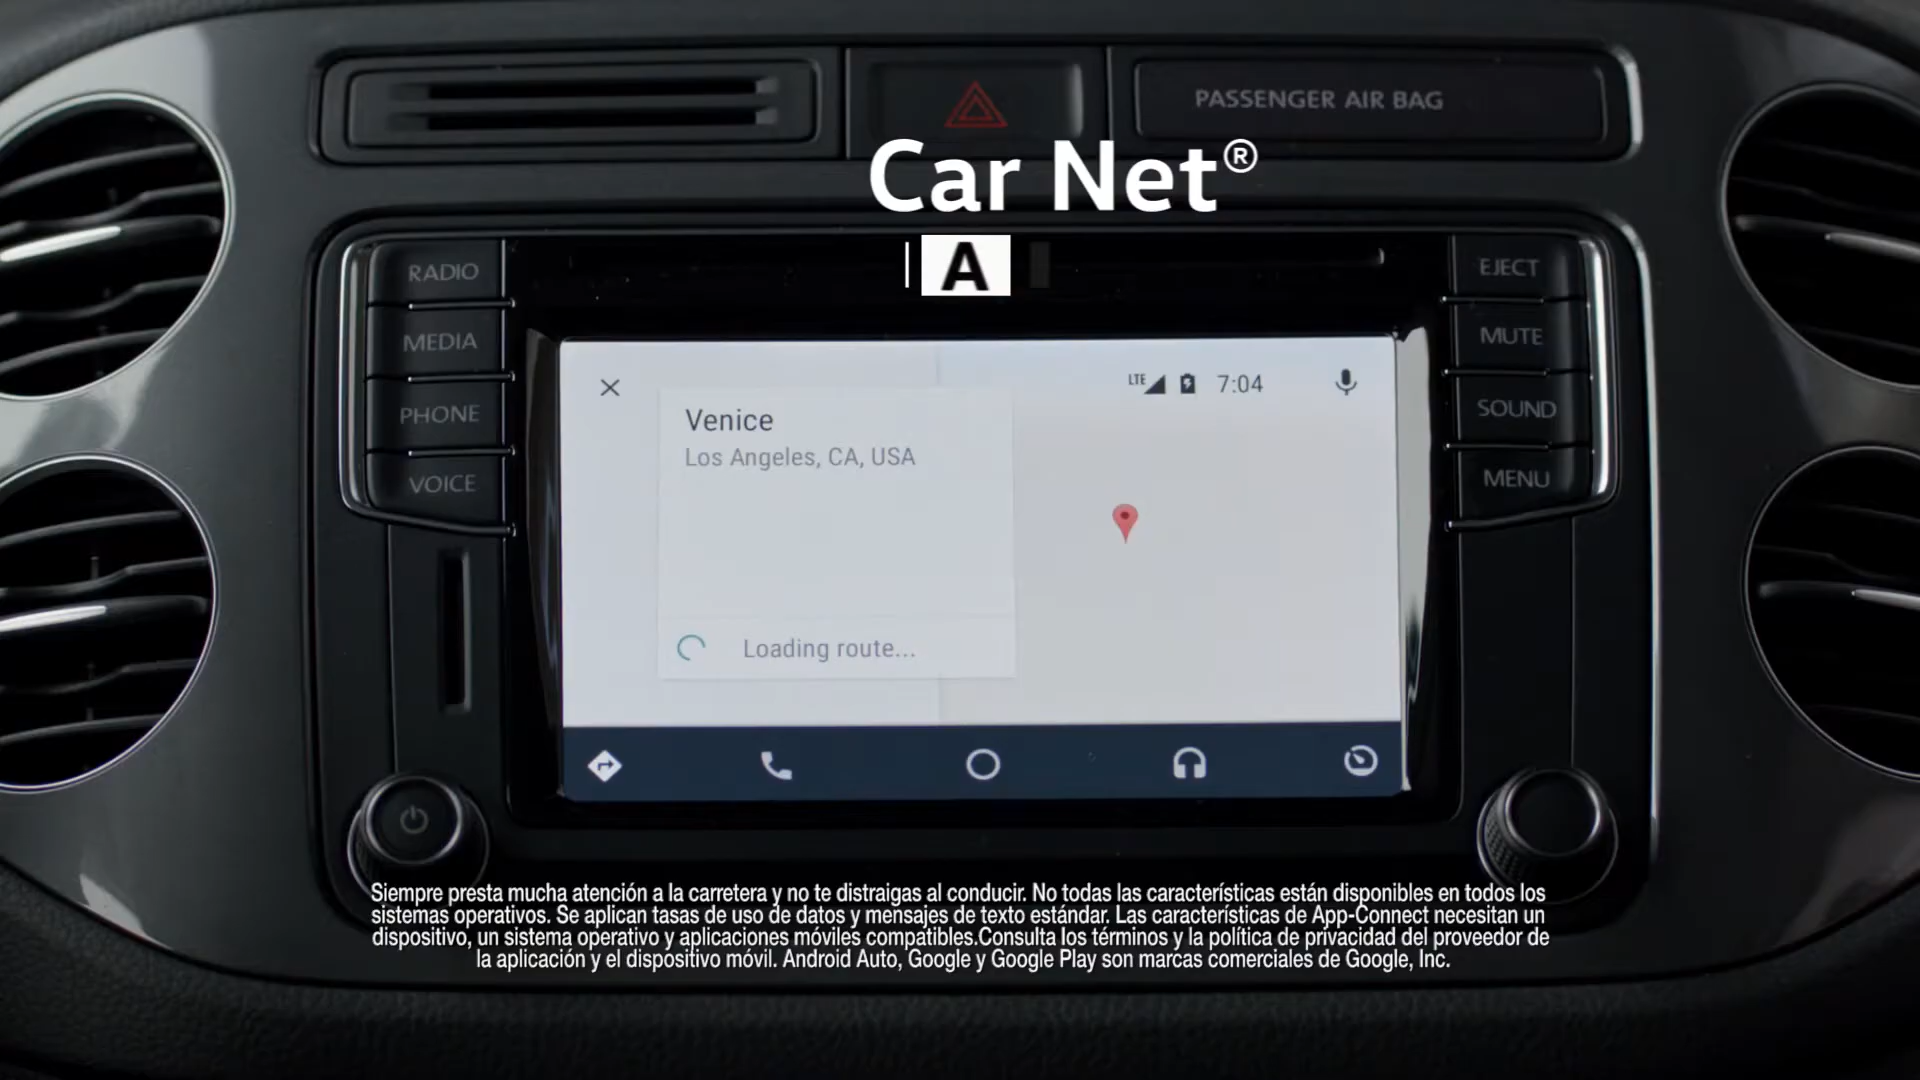 PASSENGER AIR BAG
Car Net®
A
RADIO
EJECT
MEDIA
MUTE
PHONE
SOUND
VOICE
MENU
LTE 7:04
Venice
Los Angeles, CA, USA
Loading route...
Siempre presta mucha atención a la carretera y no te distraigas al conducir. No todas las características están disponibles en todos los
sistemas operativos. Se aplican tasas de uso de datos y mensajes de texto estándar. Las características de App-Connect necesitan un
dispositivo, un sistema operativo y aplicaciones móviles compatibles.Consulta los términos y la política de privacidad del proveedor de
la aplicación y el dispositivo móvil. Android Auto, Google y Google Play son marcas comerciales de Google, Inc.